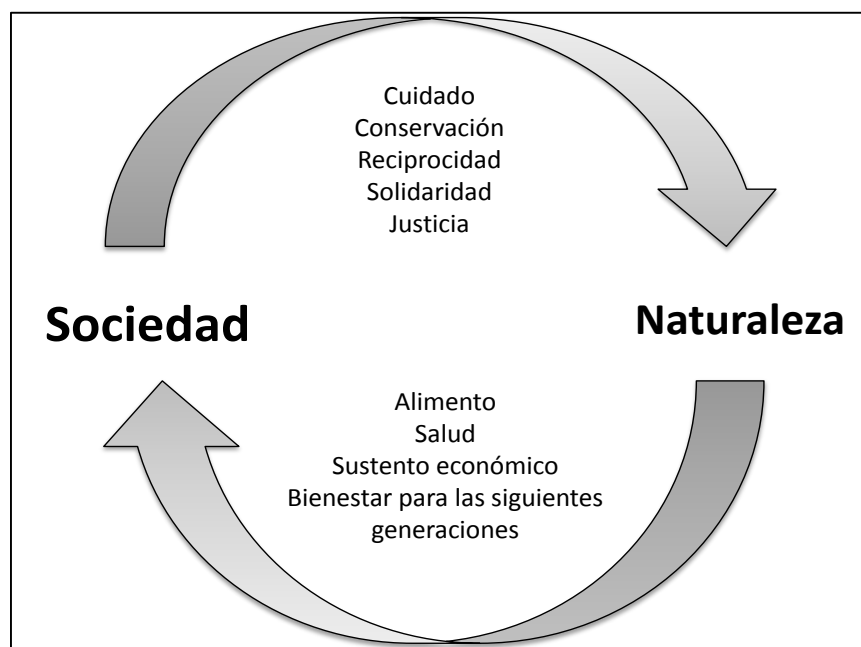 Cuidado
Conservación
Reciprocidad
Solidaridad
Justicia
Sociedad
Naturaleza
Alimento
Salud
Sustento económico
Bienestar para las siguientes
generaciones